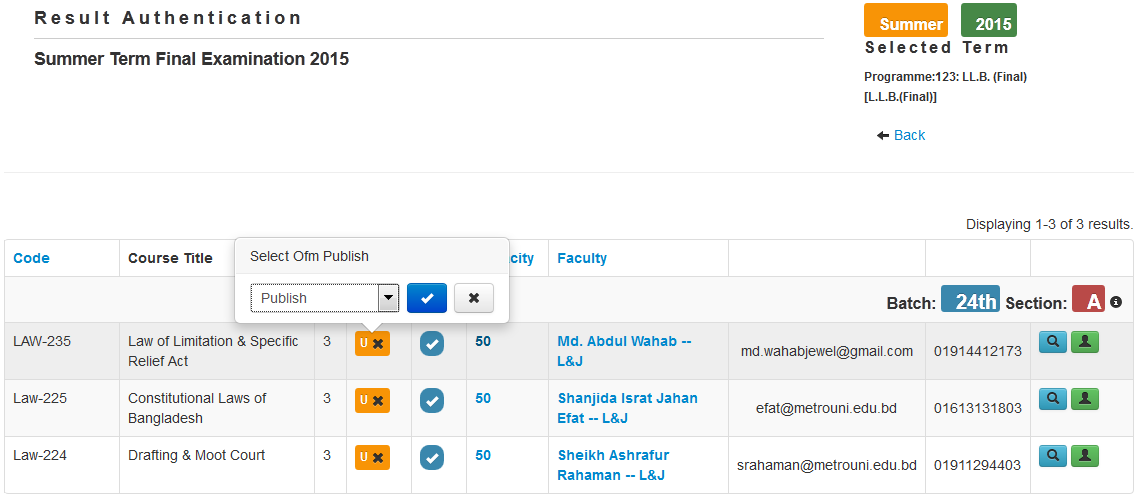 Result Authentication
Summer Term Final Examination 2015
Summer 2015
Selected Term
Programme:123: LL.B. (Final)
[L.L.B.(Final)]
Back
Displaying 1-3 of 3 results.
Select Ofm Publish
Publish
Code Course Title city Faculty
Batch: 24th Section: A
LAW-235 Law of Limitation & Specific 3 U 50 Md. Abdul Wahab -- md.wahabjewel@gmail.com 01914412173
Relief Act L&J
Law-225 Constitutional Laws of 3 U 50 Shanjida Israt Jahan efat@metrouni.edu.bd 01613131803
Bangladesh Efat -- L&J
Law-224 Drafting & Moot Court 3 U 50 Sheikh Ashrafur srahaman@metrouni.edu.bd 01911294403
Rahaman -- L&J